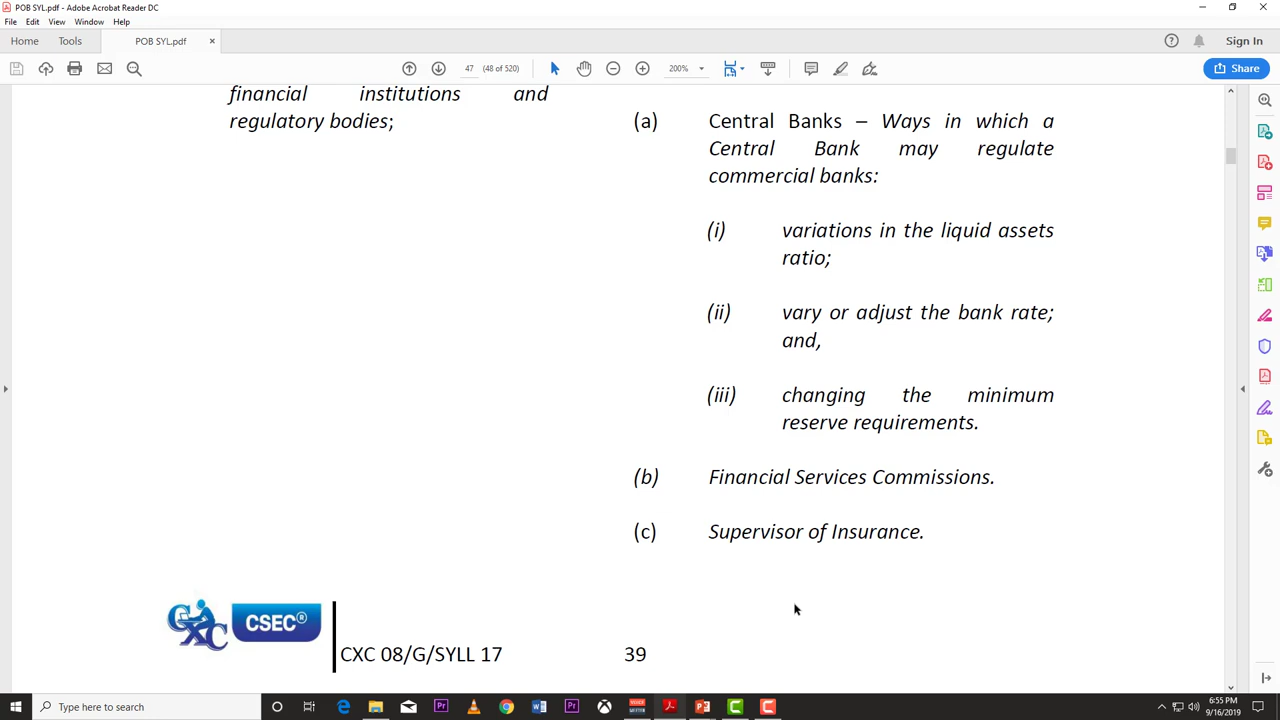 POB SYL.pdf - Adobe Acrobat Reader DC
File Edit View Window Help
Home Tools POB SYL.pdf × Sign In
47 (48 of 520) 200% Share
financial institutions and
regulatory bodies;
(a) Central Banks – Ways in which a
Central Bank may regulate
commercial banks:
(i) variations in the liquid assets
ratio;
(ii) vary or adjust the bank rate;
and,
(iii) changing the minimum
reserve requirements.
(b) Financial Services Commissions.
(c) Supervisor of Insurance.
CXC CSEC®
CXC 08/G/SYLL 17 39
Type here to search
6:55 PM
9/16/2019